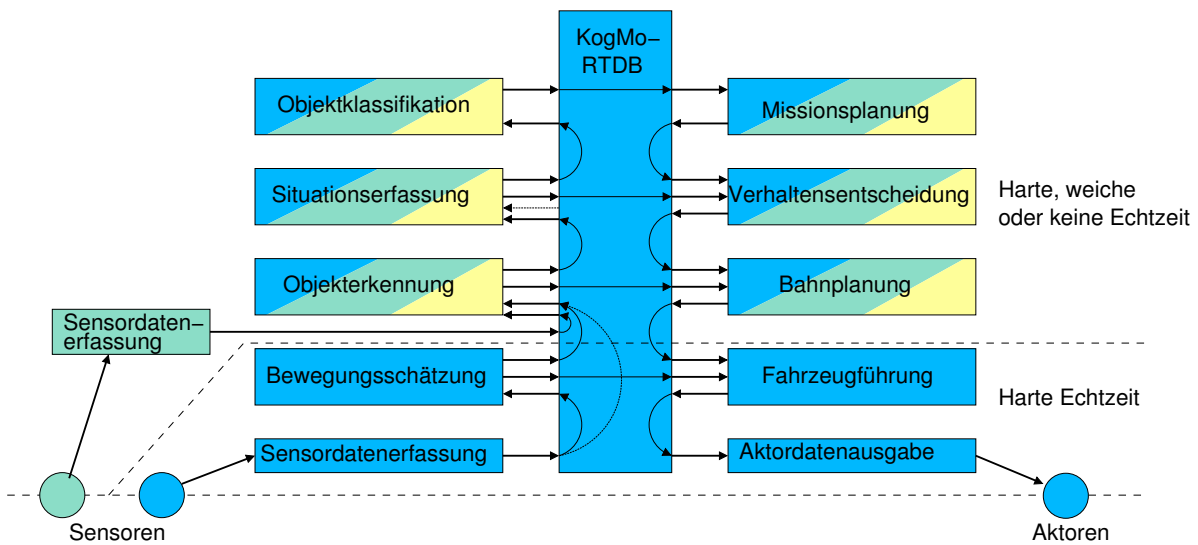 KogMo–
RTDB
Objektklassifikation
Missionsplanung
Situationserfassung
Verhaltensentscheidung
Harte, weiche
oder keine Echtzeit
Objekterkennung
Bahnplanung
Sensordaten–
erfassung
Bewegungsschätzung
Fahrzeugführung
Harte Echtzeit
Sensordatenerfassung
Aktordatenausgabe
Sensoren
Aktoren